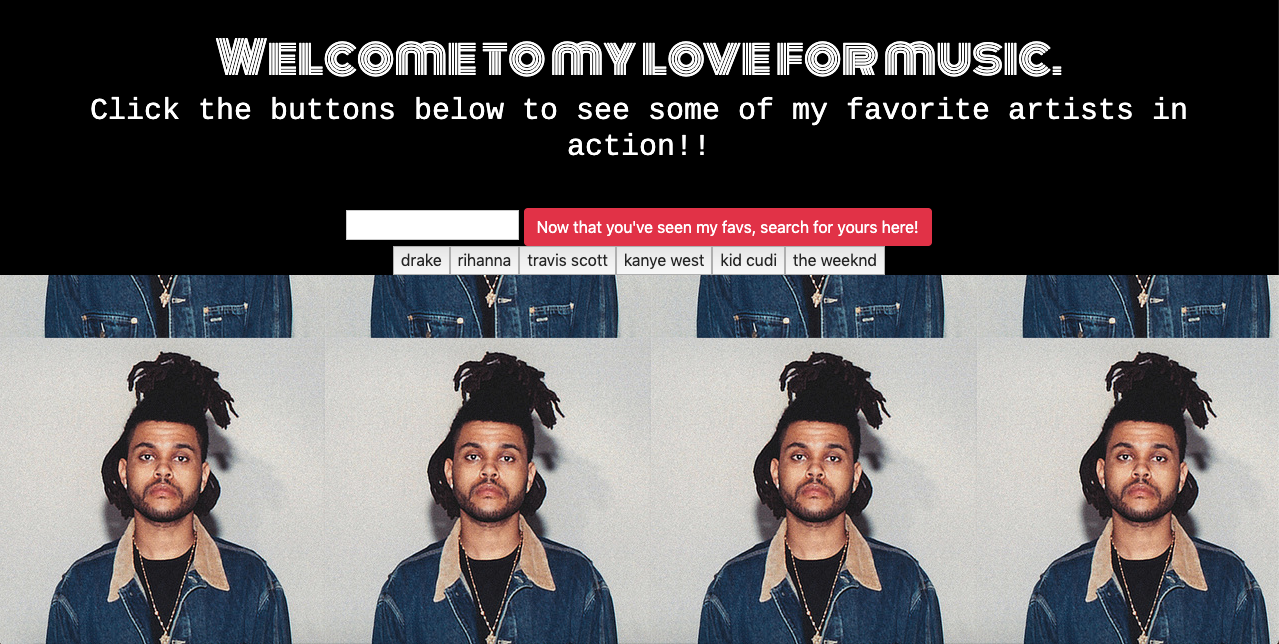 Welcome to my love for music.
Click the buttons below to see some of my favorite artists in
action!!
Now that you've seen my favs, search for yours here!
drake rihanna travis scott kanye west kid cudi the weeknd